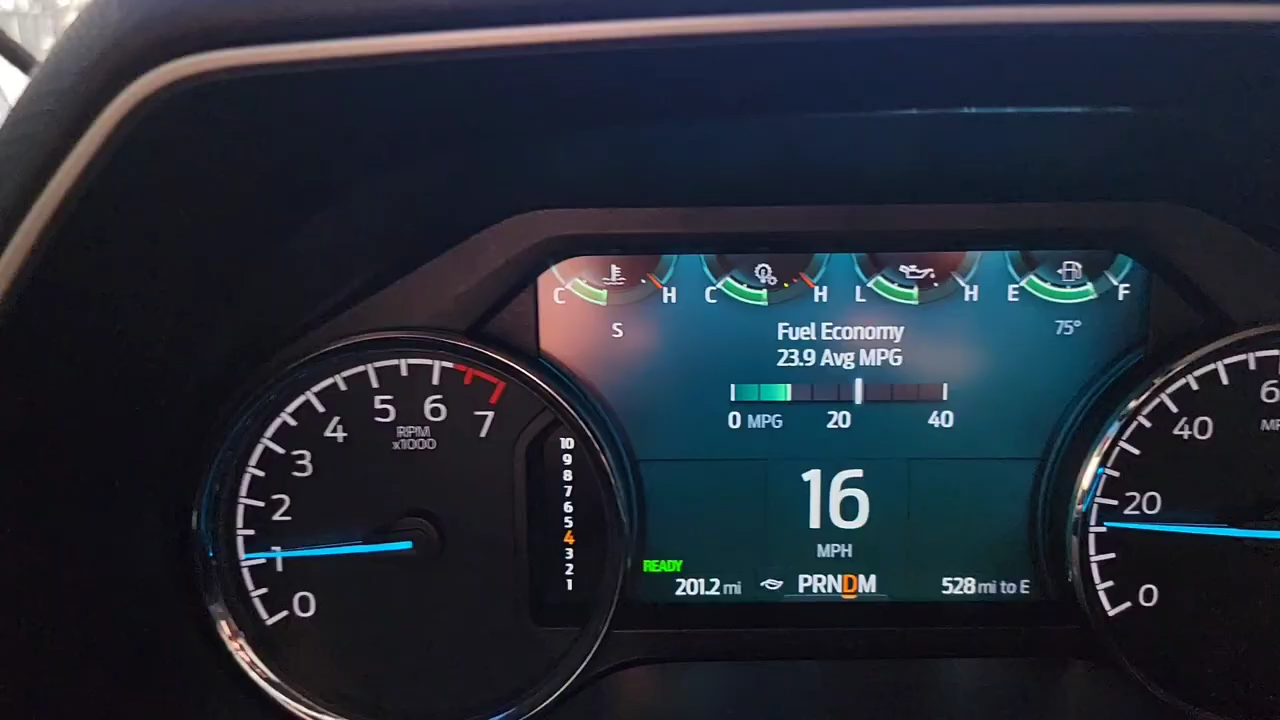 C H C H L H E F
S
75°
Fuel Economy
23.9 Avg MPG
0 MPG 20 40
16
MPH
READY
201.2 mi
PRNDM
528 mi to E
0
1
2
3
4
5
6
7
RPM
x1000
10
9
8
7
6
5
4
3
2
1
0
20
40